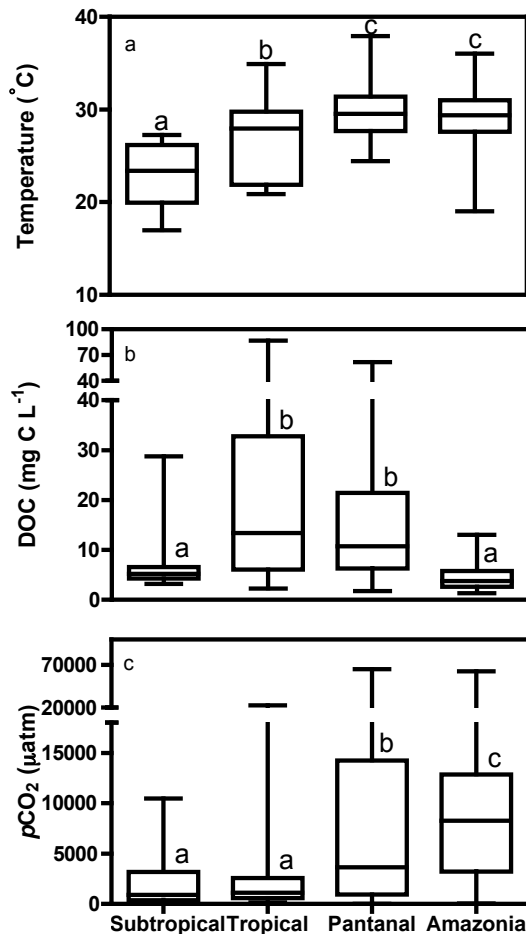 40
30
20
10
Temperature (°C)
a
a
b
c
c
100
70
40
40
30
20
10
0
DOC (mg C L-1)
b
a
b
b
a
70000
20000
15000
10000
5000
0
pCO2 (µatm)
c
a
a
b
c
Subtropical Tropical Pantanal Amazonia